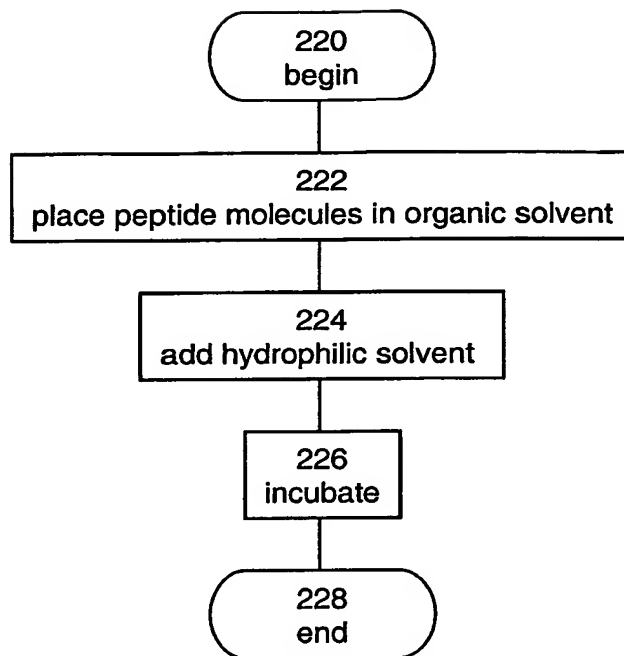 220
begin
222
place peptide molecules in organic solvent
224
add hydrophilic solvent
226
incubate
228
end